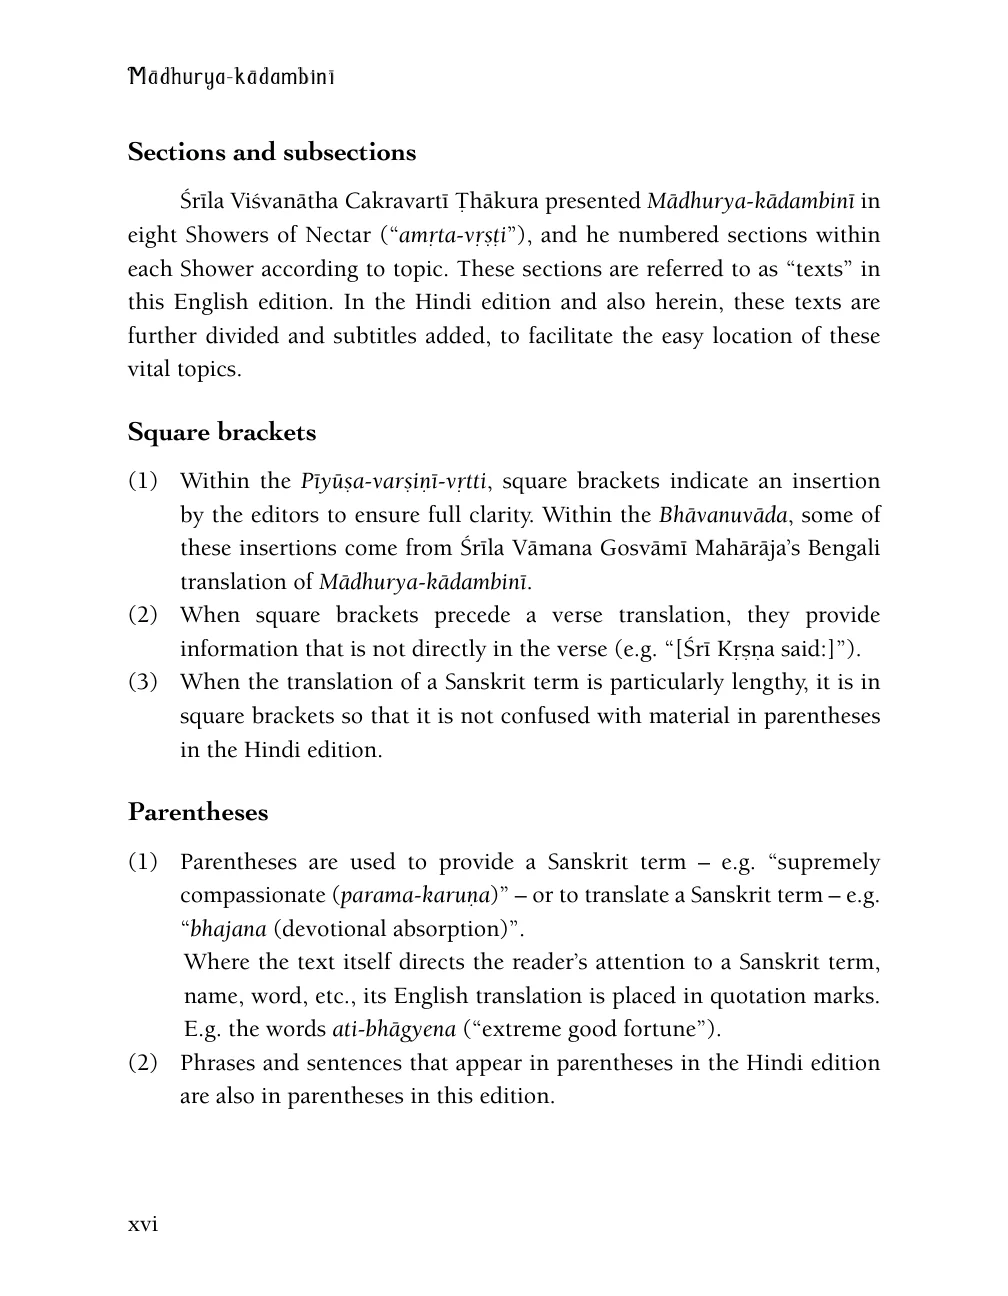 Mādhurya-kādambinī
Sections and subsections
Śrīla Viśvanātha Cakravartī Ṭhākura presented Mādhurya-kādambinī in
eight Showers of Nectar (“amṛta-vṛṣṭi”), and he numbered sections within
each Shower according to topic. These sections are referred to as “texts” in
this English edition. In the Hindi edition and also herein, these texts are
further divided and subtitles added, to facilitate the easy location of these
vital topics.
Square brackets
(1) Within the Pīyūṣa-varṣiṇī-vṛtti, square brackets indicate an insertion
by the editors to ensure full clarity. Within the Bhāvanuvāda, some of
these insertions come from Śrīla Vāmana Gosvāmī Mahārāja’s Bengali
translation of Mādhurya-kādambinī.
(2) When square brackets precede a verse translation, they provide
information that is not directly in the verse (e.g. “[Śrī Kṛṣṇa said:]”).
(3) When the translation of a Sanskrit term is particularly lengthy, it is in
square brackets so that it is not confused with material in parentheses
in the Hindi edition.
Parentheses
(1) Parentheses are used to provide a Sanskrit term – e.g. “supremely
compassionate (parama-karuṇa)” – or to translate a Sanskrit term – e.g.
“bhajana (devotional absorption)”.
Where the text itself directs the reader’s attention to a Sanskrit term,
name, word, etc., its English translation is placed in quotation marks.
E.g. the words ati-bhāgyena (“extreme good fortune”).
(2) Phrases and sentences that appear in parentheses in the Hindi edition
are also in parentheses in this edition.
xvi